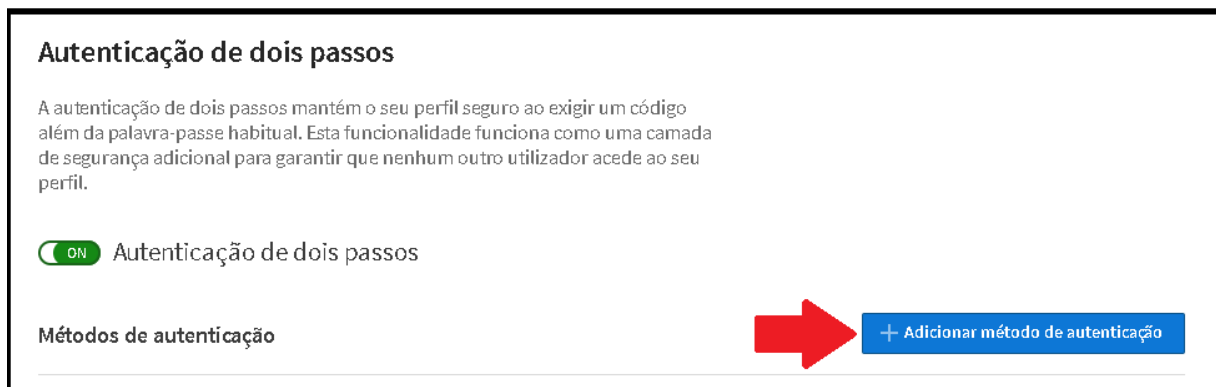 Autenticação de dois passos
A autenticação de dois passos mantém o seu perfil seguro ao exigir um código
além da palavra-passe habitual. Esta funcionalidade funciona como uma camada
de segurança adicional para garantir que nenhum outro utilizador acede ao seu
perfil.
ON Autenticação de dois passos
Métodos de autenticação
+ Adicionar método de autenticação